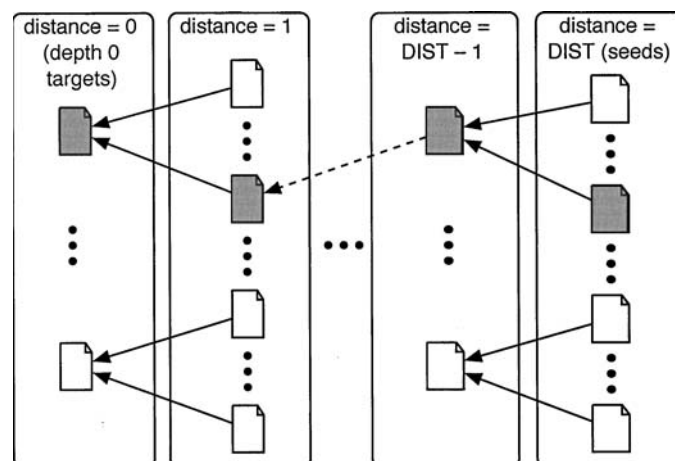 distance = 0
(depth 0
targets)
distance = 1
distance =
DIST – 1
distance =
DIST (seeds)